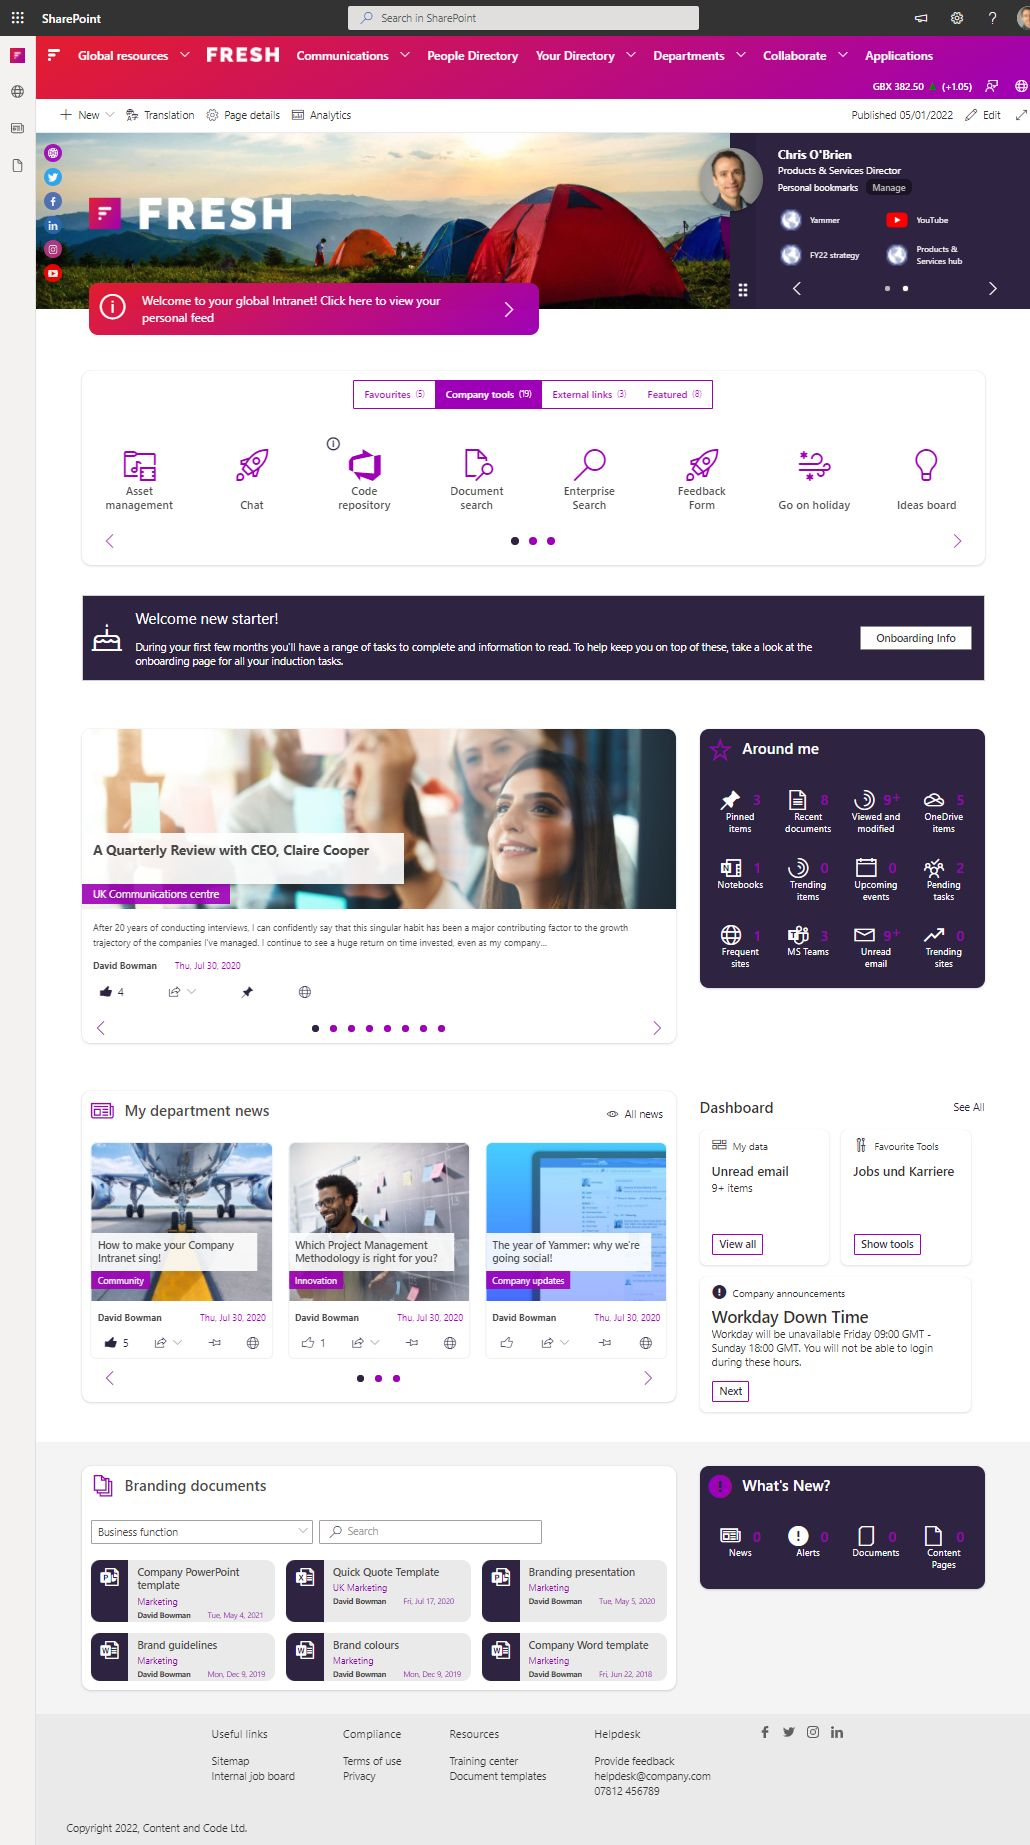 SharePoint
Search in SharePoint
Global resources
FRESH
Communications
People Directory
Your Directory
Departments
Collaborate
Applications
GBX 382.50 (+1.05)
New
Translation
Page details
Analytics
Published 05/01/2022
Edit
FRESH
Chris O'Brien
Products & Services Director
Personal bookmarks Manage
Yammer
YouTube
FY22 strategy
Products &
Services hub
Welcome to your global Intranet! Click here to view your
personal feed
Favourites (5)
Company tools (19)
External links (3)
Featured (8)
Asset
management
Chat
Code
repository
Document
search
Enterprise
Search
Feedback
Form
Go on holiday
Ideas board
Welcome new starter!
During your first few months you'll have a range of tasks to complete and information to read. To help keep you on top of these, take a look at the
onboarding page for all your induction tasks.
Onboarding Info
A Quarterly Review with CEO, Claire Cooper
UK Communications centre
After 20 years of conducting interviews, I can confidently say that this singular habit has been a major contributing factor to the growth
trajectory of the companies I've managed. I continue to see a huge return on time invested, even as my company...
David Bowman Thu, Jul 30, 2020
4
Around me
3
Pinned
items
8
Recent
documents
9+
Viewed and
modified
5
OneDrive
items
1
Notebooks
0
Trending
items
0
Upcoming
events
2
Pending
tasks
1
Frequent
sites
3
MS Teams
9+
Unread
email
0
Trending
sites
My department news
All news
How to make your Company
Intranet sing!
Community
David Bowman Thu, Jul 30, 2020
5
Which Project Management
Methodology is right for you?
Innovation
David Bowman Thu, Jul 30, 2020
1
The year of Yammer: why we're
going social!
Company updates
David Bowman Thu, Jul 30, 2020
Dashboard
See All
My data
Unread email
9+ items
View all
Favourite Tools
Jobs und Karriere
Show tools
Company announcements
Workday Down Time
Workday will be unavailable Friday 09:00 GMT -
Sunday 18:00 GMT. You will not be able to login
during these hours.
Next
Branding documents
Business function
Search
Company PowerPoint
template
Marketing
David Bowman Tue, May 4, 2021
Quick Quote Template
UK Marketing
David Bowman Fri, Jul 17, 2020
Branding presentation
Marketing
David Bowman Tue, May 5, 2020
Brand guidelines
Marketing
David Bowman Mon, Dec 9, 2019
Brand colours
Marketing
David Bowman Mon, Dec 9, 2019
Company Word template
Marketing
David Bowman Fri, Jun 22, 2018
What's New?
0
News
0
Alerts
0
Documents
0
Content
Pages
Useful links
Sitemap
Internal job board
Compliance
Terms of use
Privacy
Resources
Training center
Document templates
Helpdesk
Provide feedback
helpdesk@company.com
07812 456789
Copyright 2022, Content and Code Ltd.